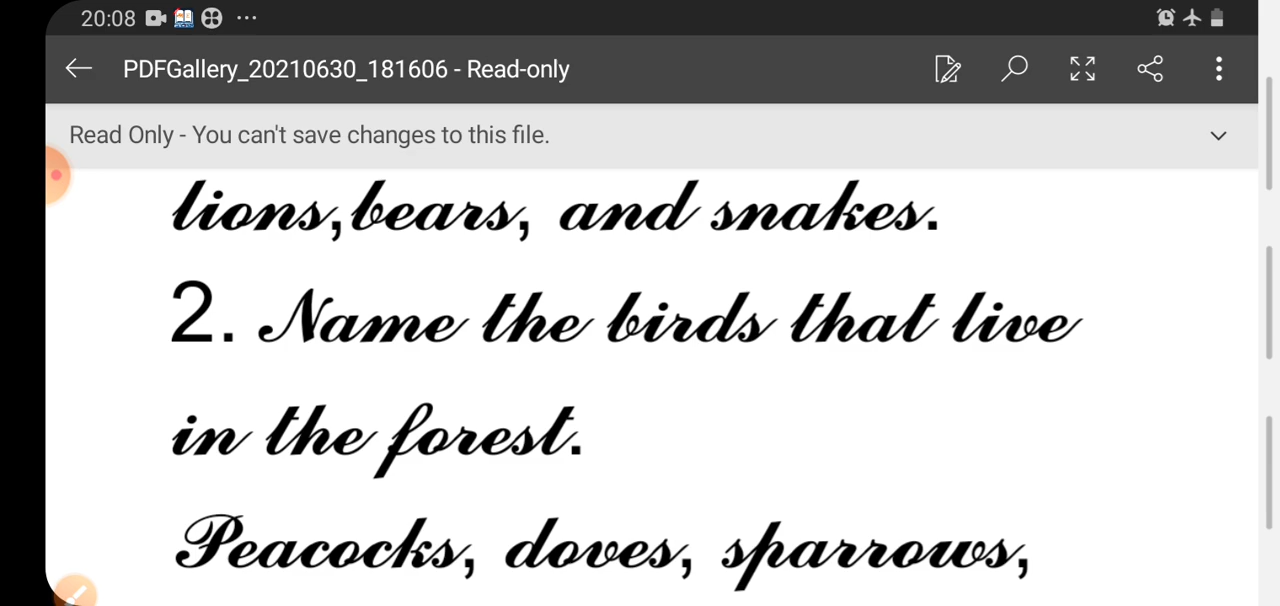 20:08
PDFGallery_20210630_181606 - Read-only
Read Only - You can't save changes to this file.
lions,bears, and snakes.
2. Name the birds that live
in the forest.
Peacocks, doves, sparrows,